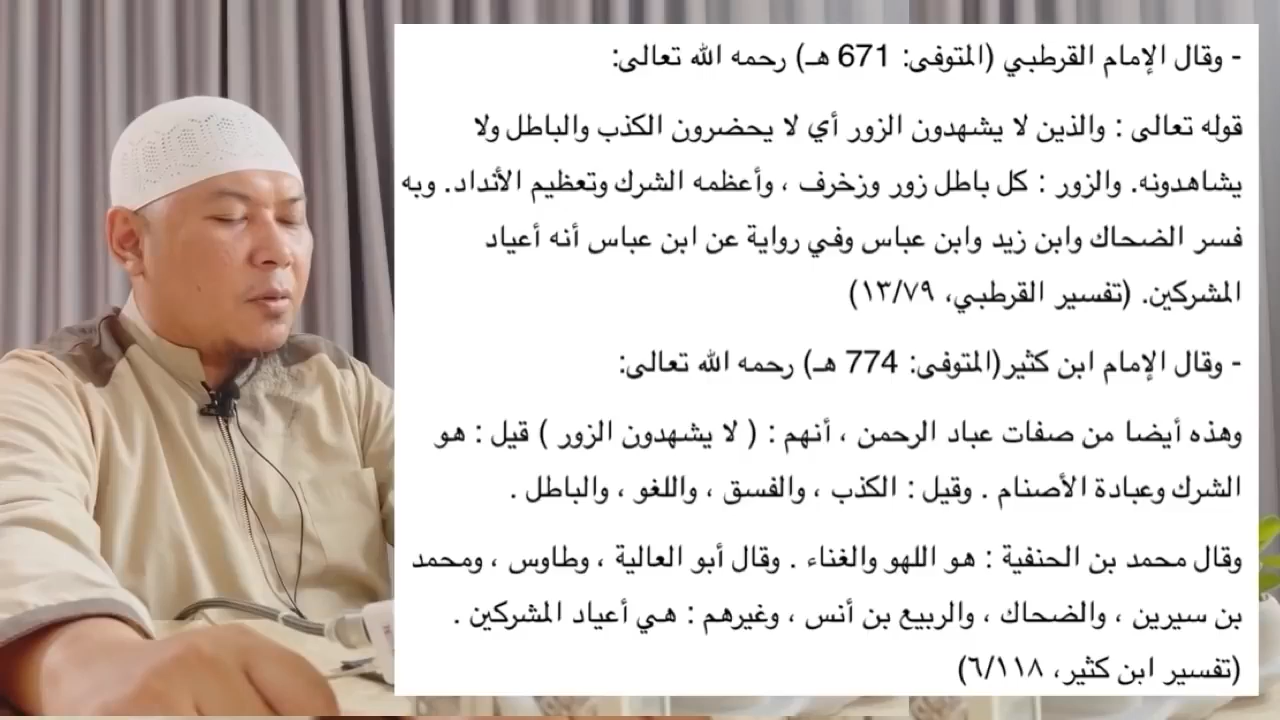 - وقال الإمام القرطبي (المتوفى: 671 هـ) رحمه الله تعالى:
قوله تعالى : والذين لا يشهدون الزور أي لا يحضرون الكذب والباطل ولا
يشاهدونه. والزور : كل باطل زور وزخرف ، وأعظمه الشرك وتعظيم الأنداد. وبه
فسر الضحاك وابن زيد وابن عباس وفي رواية عن ابن عباس أنه أعياد
المشركين. (تفسير القرطبي، ١٣/٧٩)
- وقال الإمام ابن كثير(المتوفى: 774 هـ) رحمه الله تعالى:
وهذه أيضا من صفات عباد الرحمن ، أنهم : ( لا يشهدون الزور ) قيل : هو
الشرك وعبادة الأصنام . وقيل : الكذب ، والفسق ، واللغو ، والباطل .
وقال محمد بن الحنفية : هو اللهو والغناء . وقال أبو العالية ، وطاوس ، ومحمد
بن سيرين ، والضحاك ، والربيع بن أنس ، وغيرهم : هي أعياد المشركين .
(تفسير ابن كثير، ٦/١١٨)